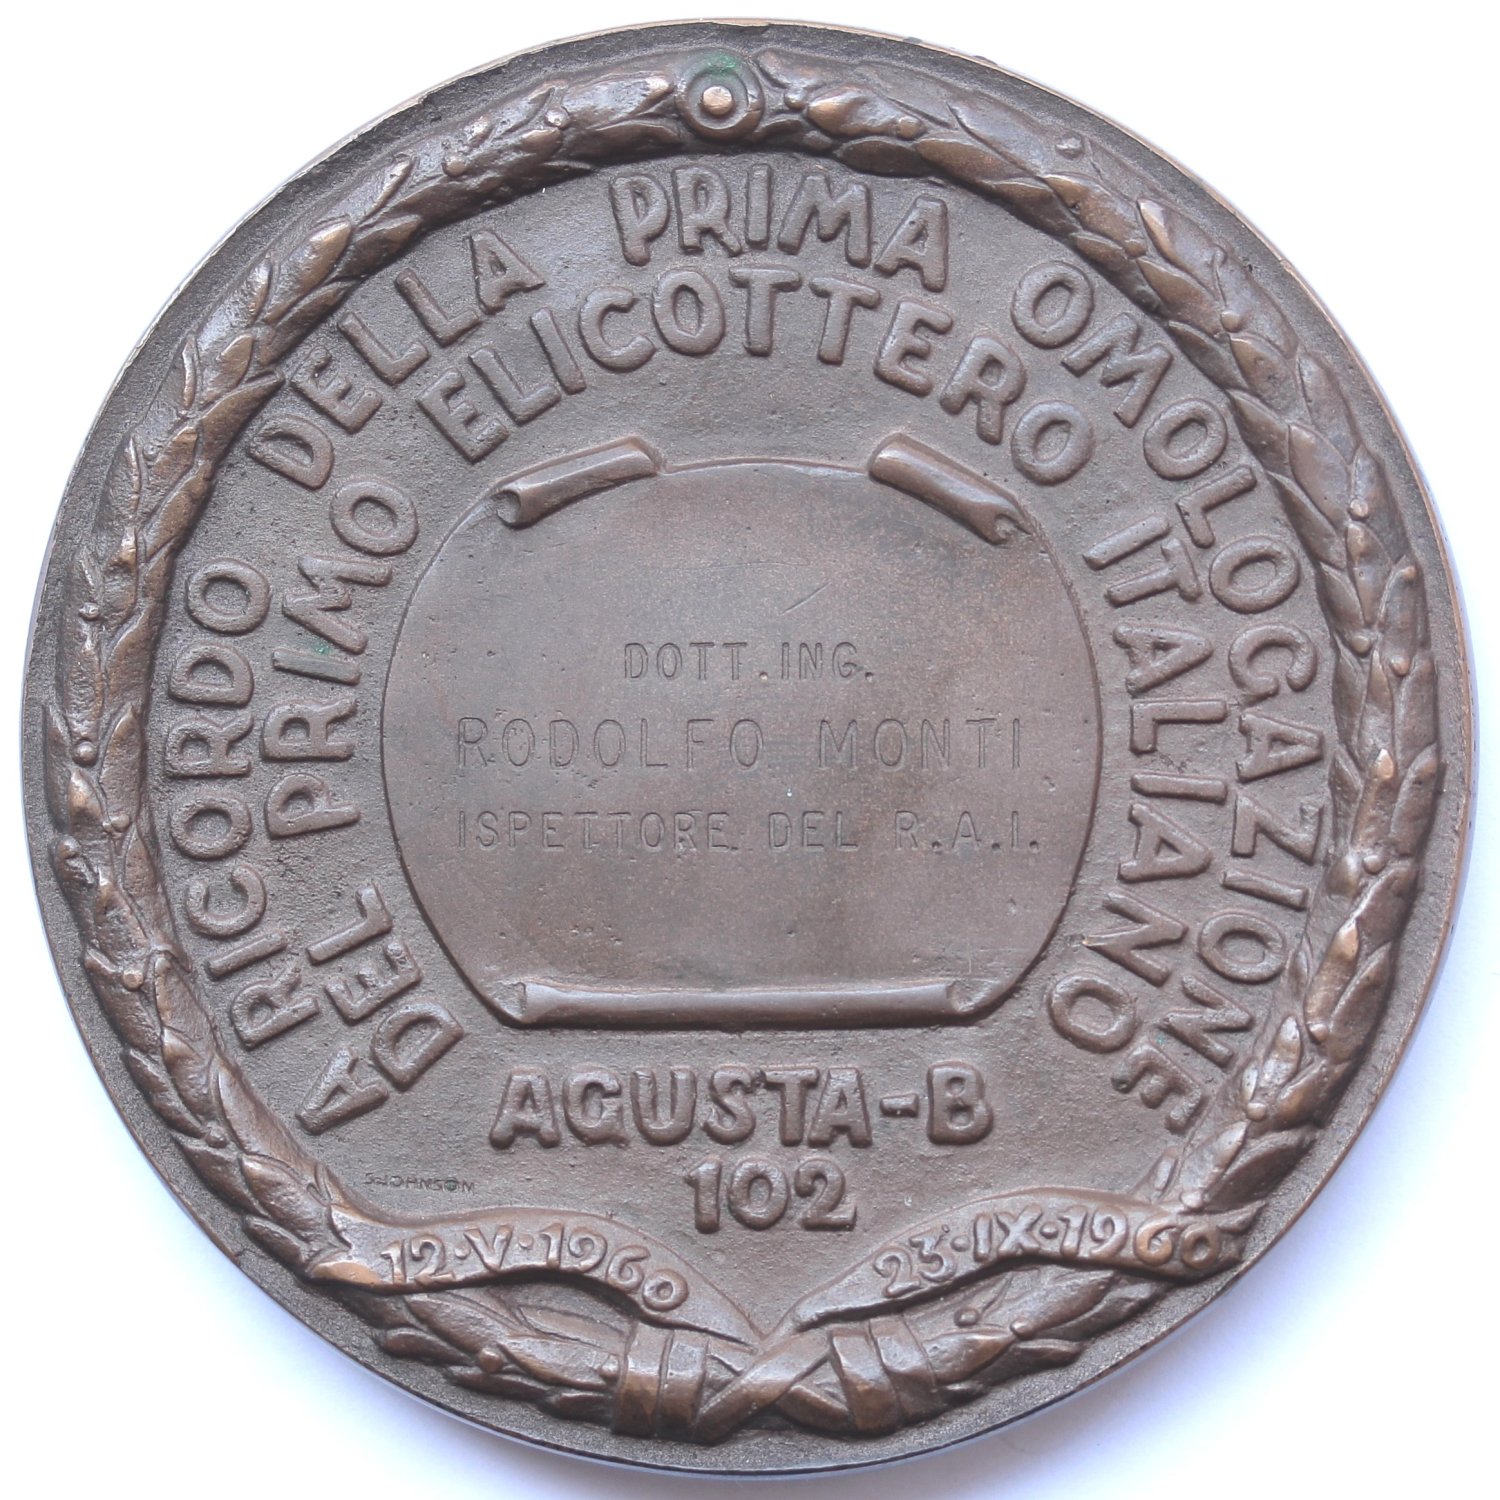 A RICORDO DELLA PRIMA OMOLOGAZIONE
DEL PRIMO ELICOTTERO ITALIANO
DOTT. ING.
RODOLFO MONTI
ISPETTORE DEL R.A.I.
AGUSTA-B
102
S. JOHNSON
12·V·1960
23·IX·1960